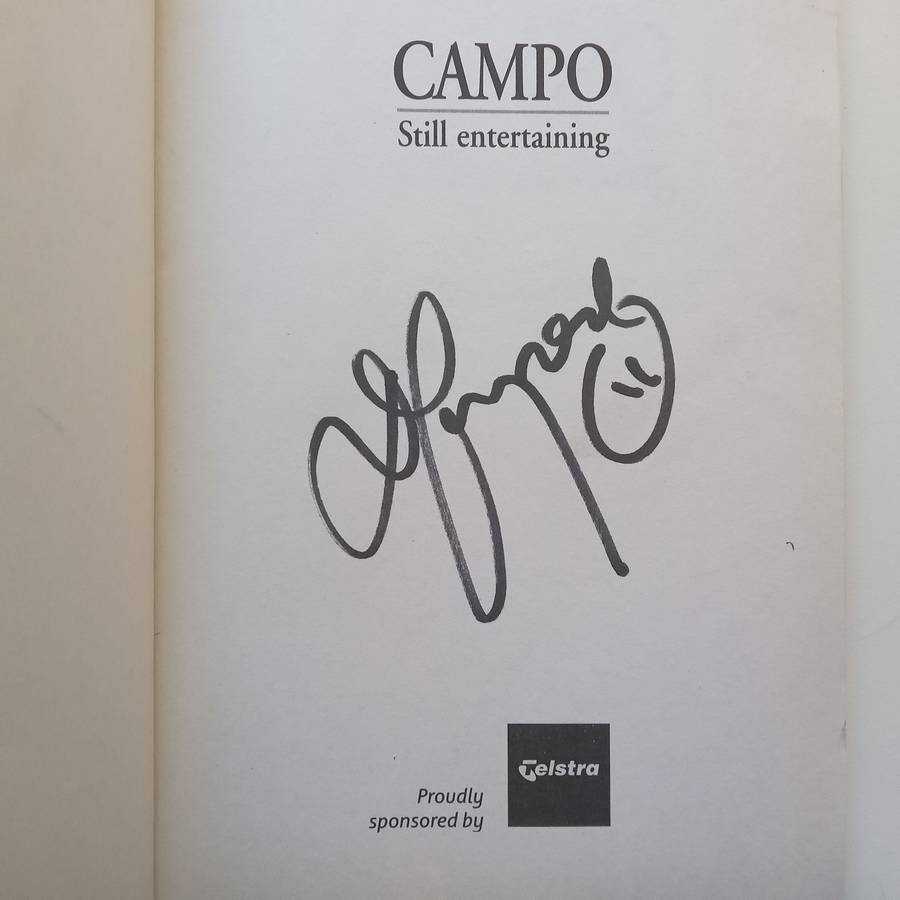 CAMPO
Still entertaining
Telstra
Proudly
sponsored by